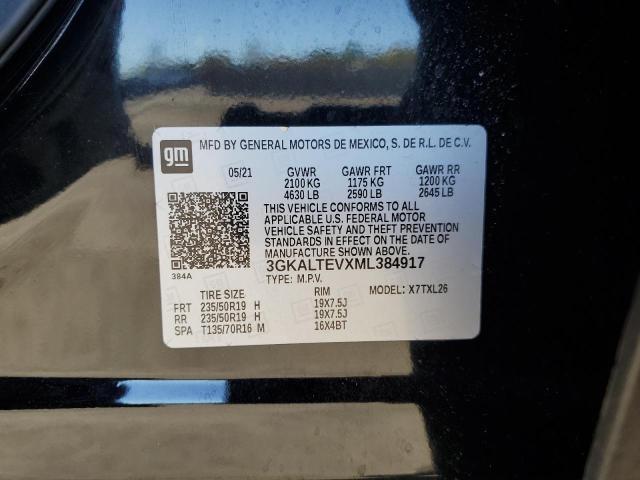 gm MFD BY GENERAL MOTORS DE MEXICO, S. DE R.L. DE C.V.
05/21 GVWR GAWR FRT GAWR RR
2100 KG 1175 KG 1200 KG
4630 LB 2590 LB 2645 LB
THIS VEHICLE CONFORMS TO ALL
APPLICABLE U.S. FEDERAL MOTOR
VEHICLE SAFETY AND THEFT PREVENTION
STANDARDS IN EFFECT ON THE DATE OF
MANUFACTURE SHOWN ABOVE.
3GKALTEVXML384917
384A
TYPE: M.P.V. MODEL: X7TXL26
TIRE SIZE RIM
FRT 235/50R19 H 19X7.5J
RR 235/50R19 H 19X7.5J
SPA T135/70R16 M 16X4BT